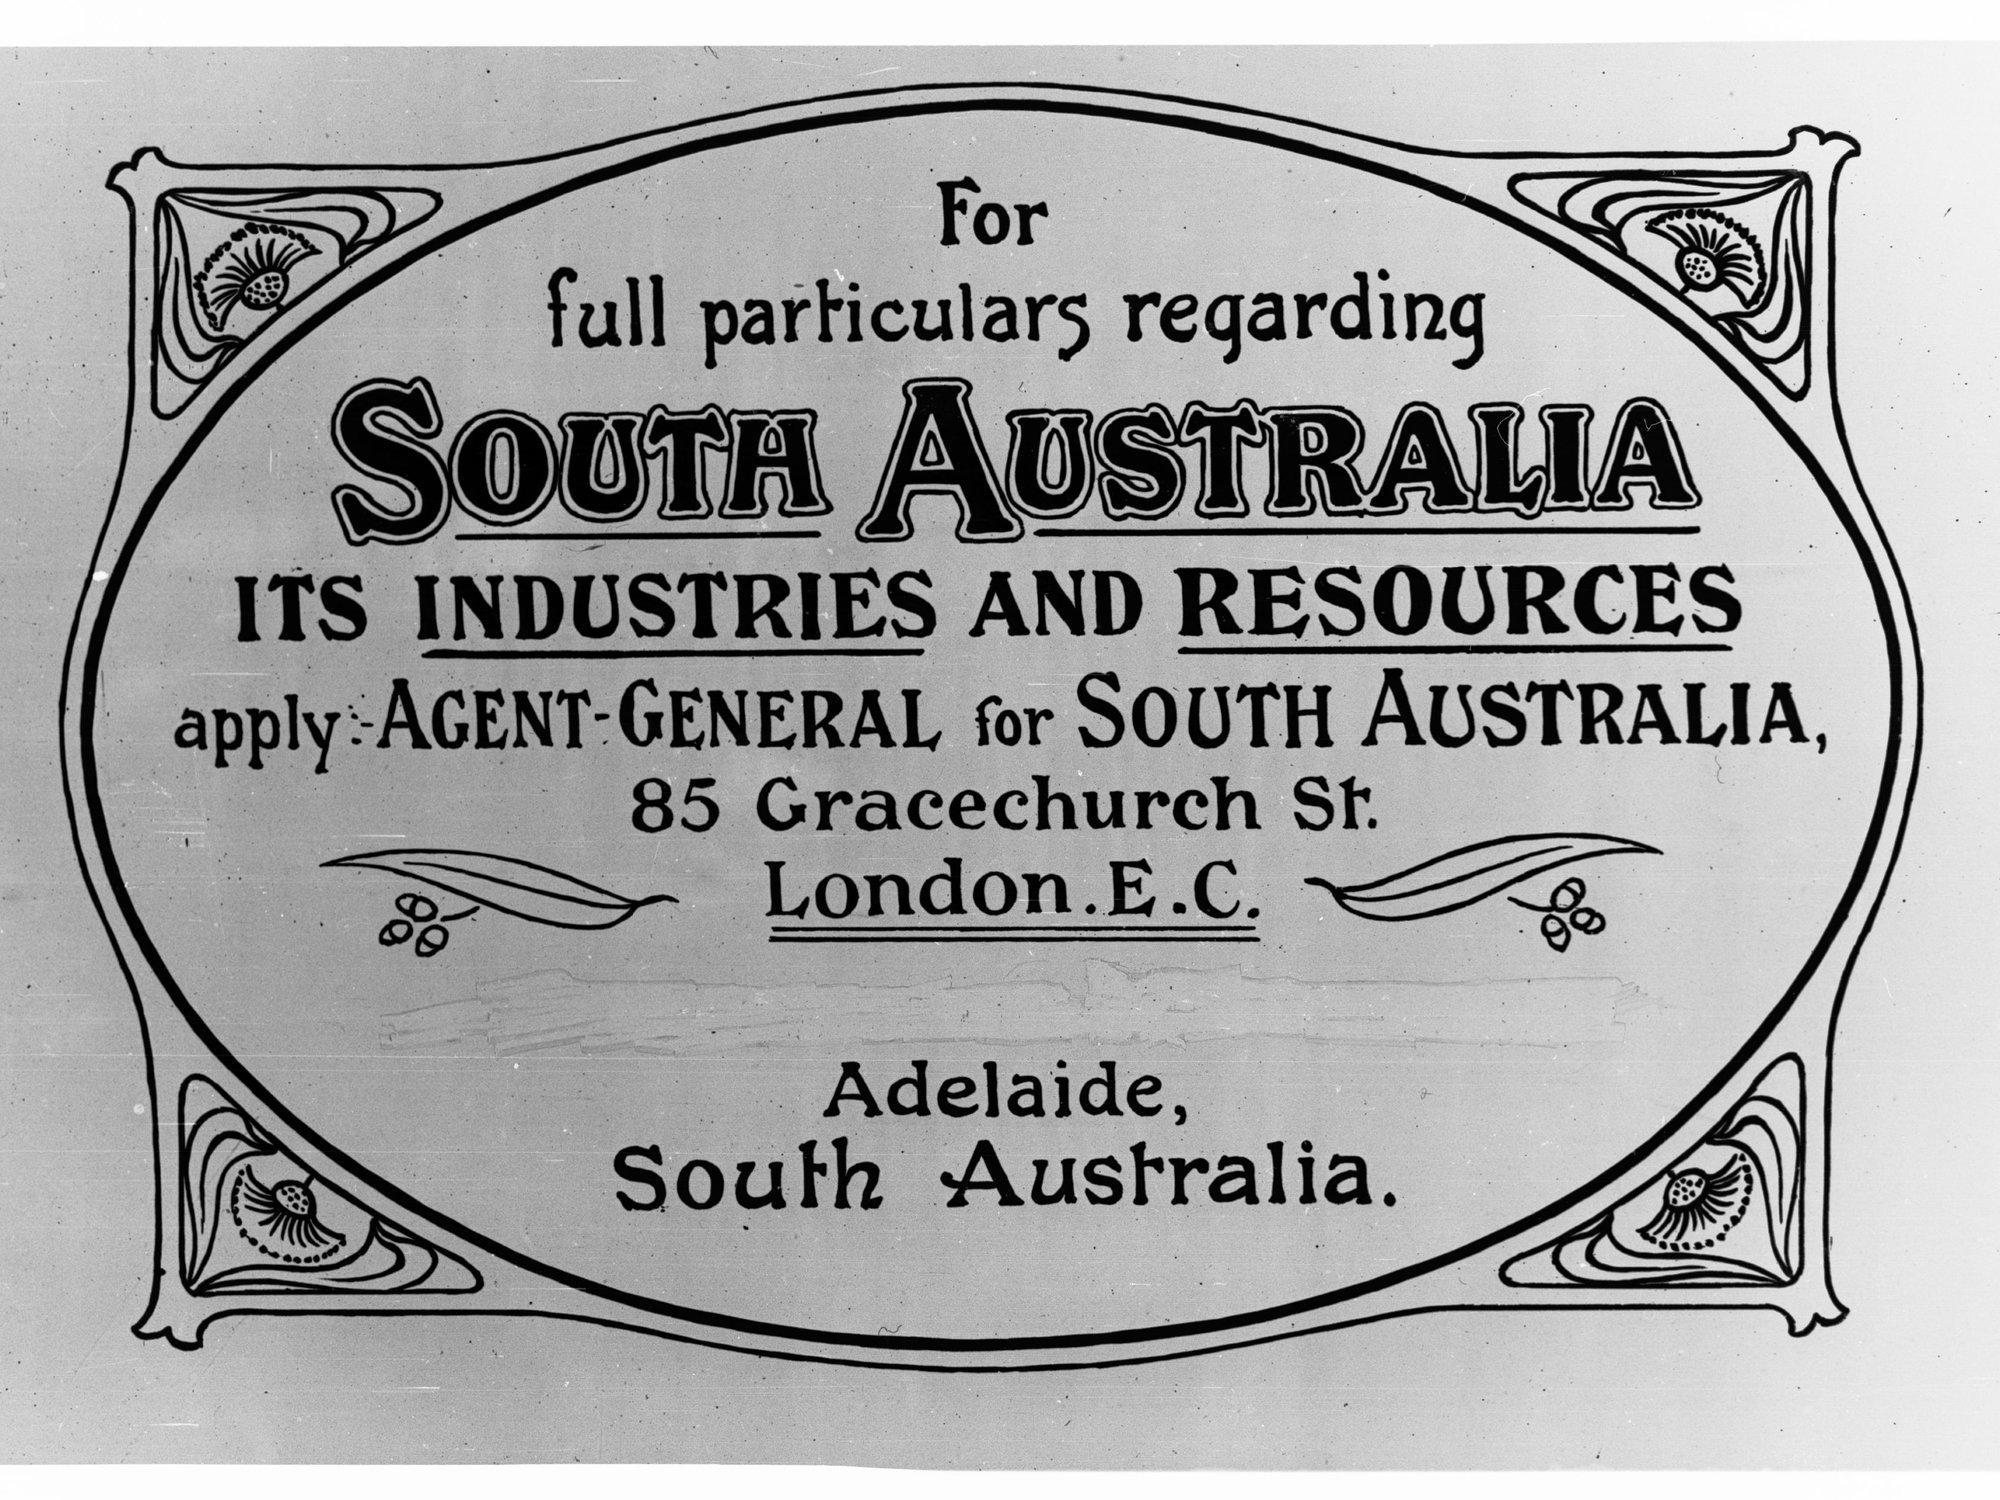 For
full particulars regarding
SOUTH AUSTRALIA
ITS INDUSTRIES AND RESOURCES
apply:-AGENT-GENERAL for SOUTH AUSTRALIA,
85 Gracechurch St.
London.E.C.
Adelaide,
South Australia.